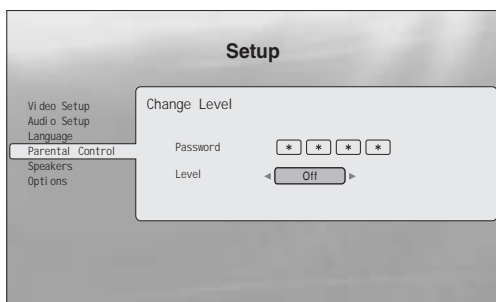 Setup
Video Setup
Audio Setup
Language
Parental Control
Speakers
Options
Change Level
Password * * * *
Level Off